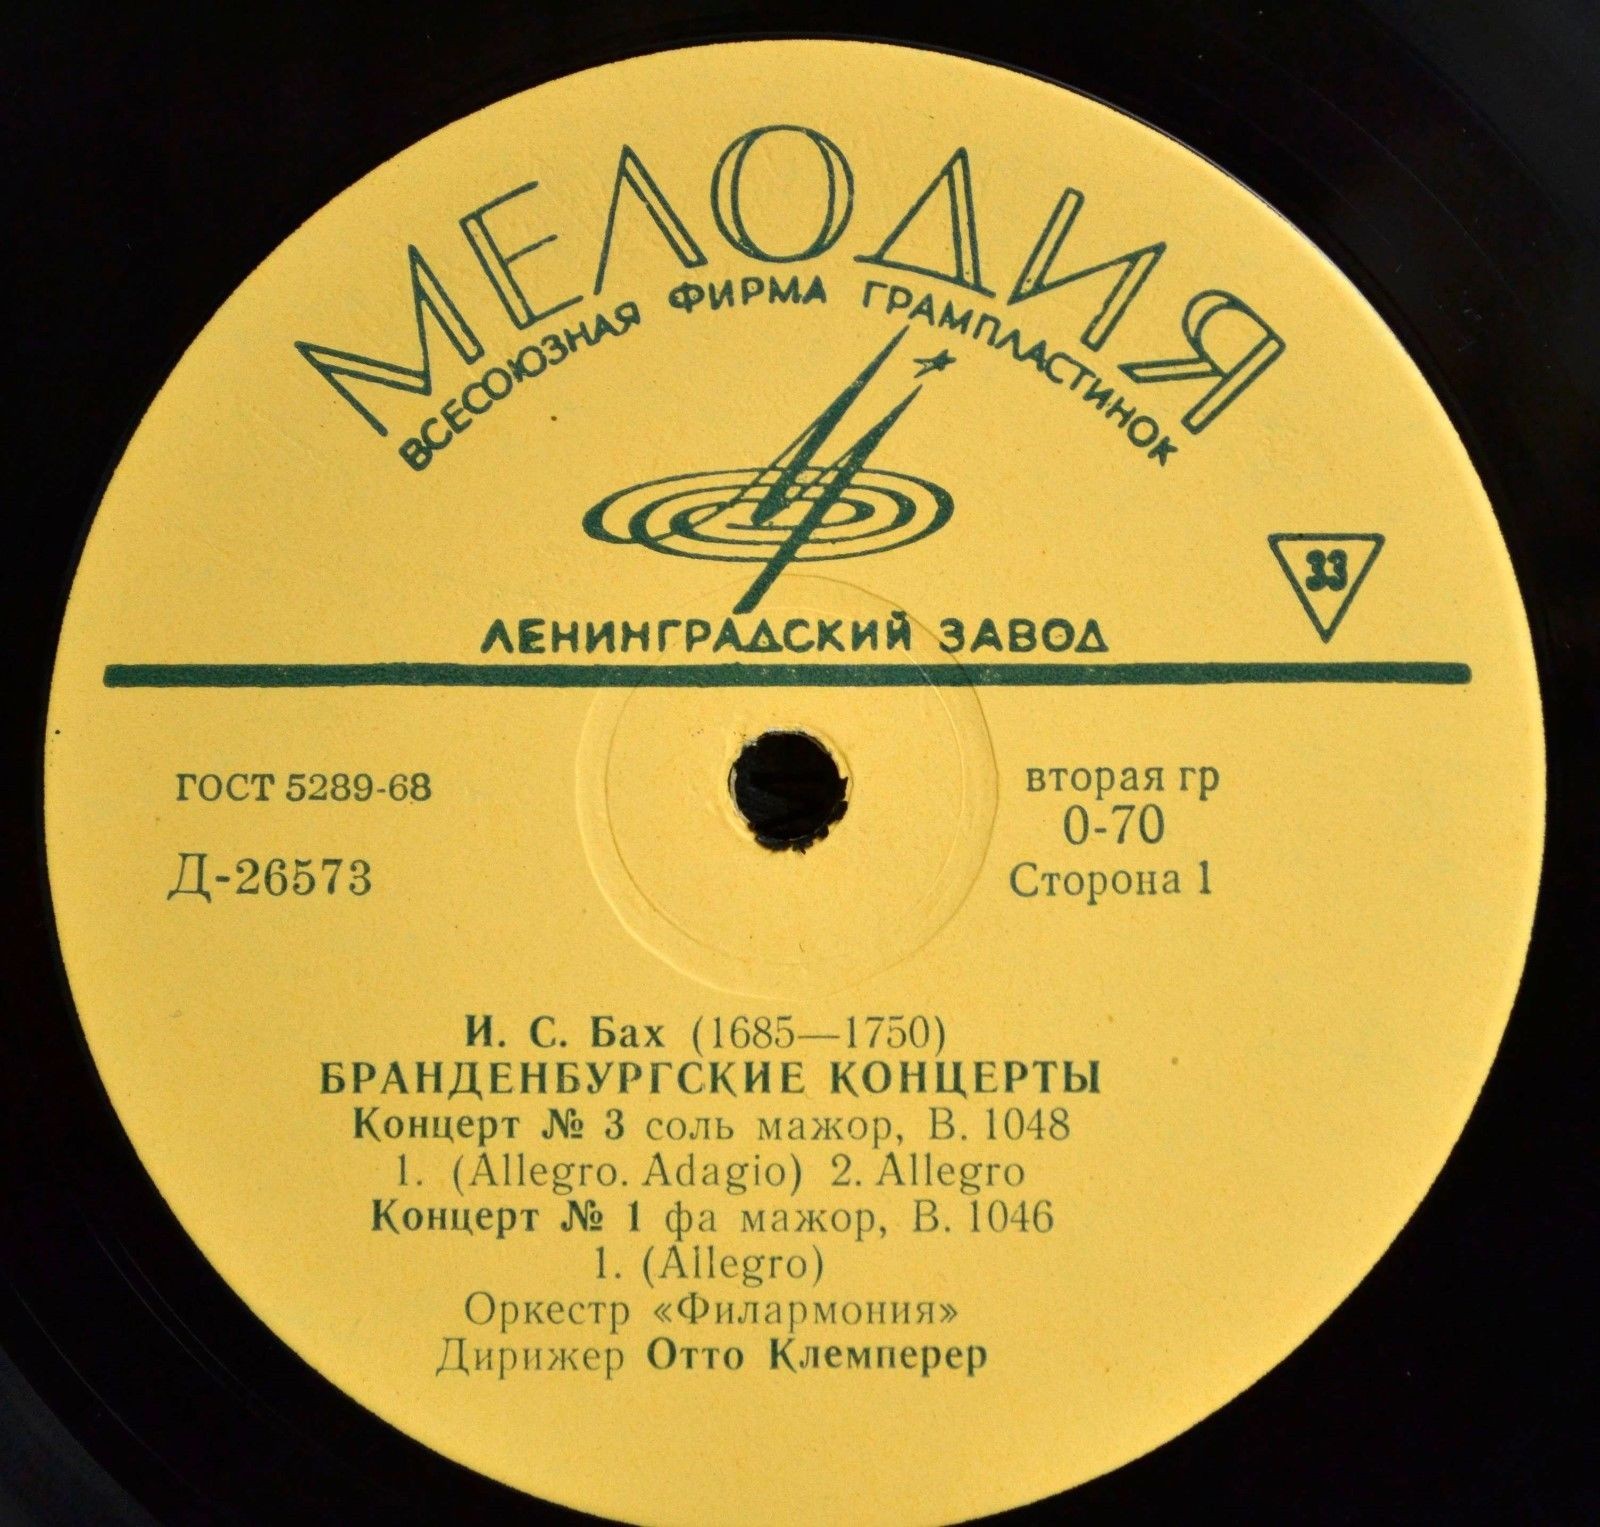 МЕЛОДИЯ
ВСЕСОЮЗНАЯ ФИРМА ГРАМПЛАСТИНОК
33
ЛЕНИНГРАДСКИЙ ЗАВОД
ГОСТ 5289-68
Д-26573
вторая гр
0-70
Сторона 1
И. С. Бах (1685—1750)
БРАНДЕНБУРГСКИЕ КОНЦЕРТЫ
Концерт № 3 соль мажор, В. 1048
1. (Allegro. Adagio) 2. Allegro
Концерт № 1 фа мажор, В. 1046
1. (Allegro)
Оркестр «Филармония»
Дирижер Отто Клемперер